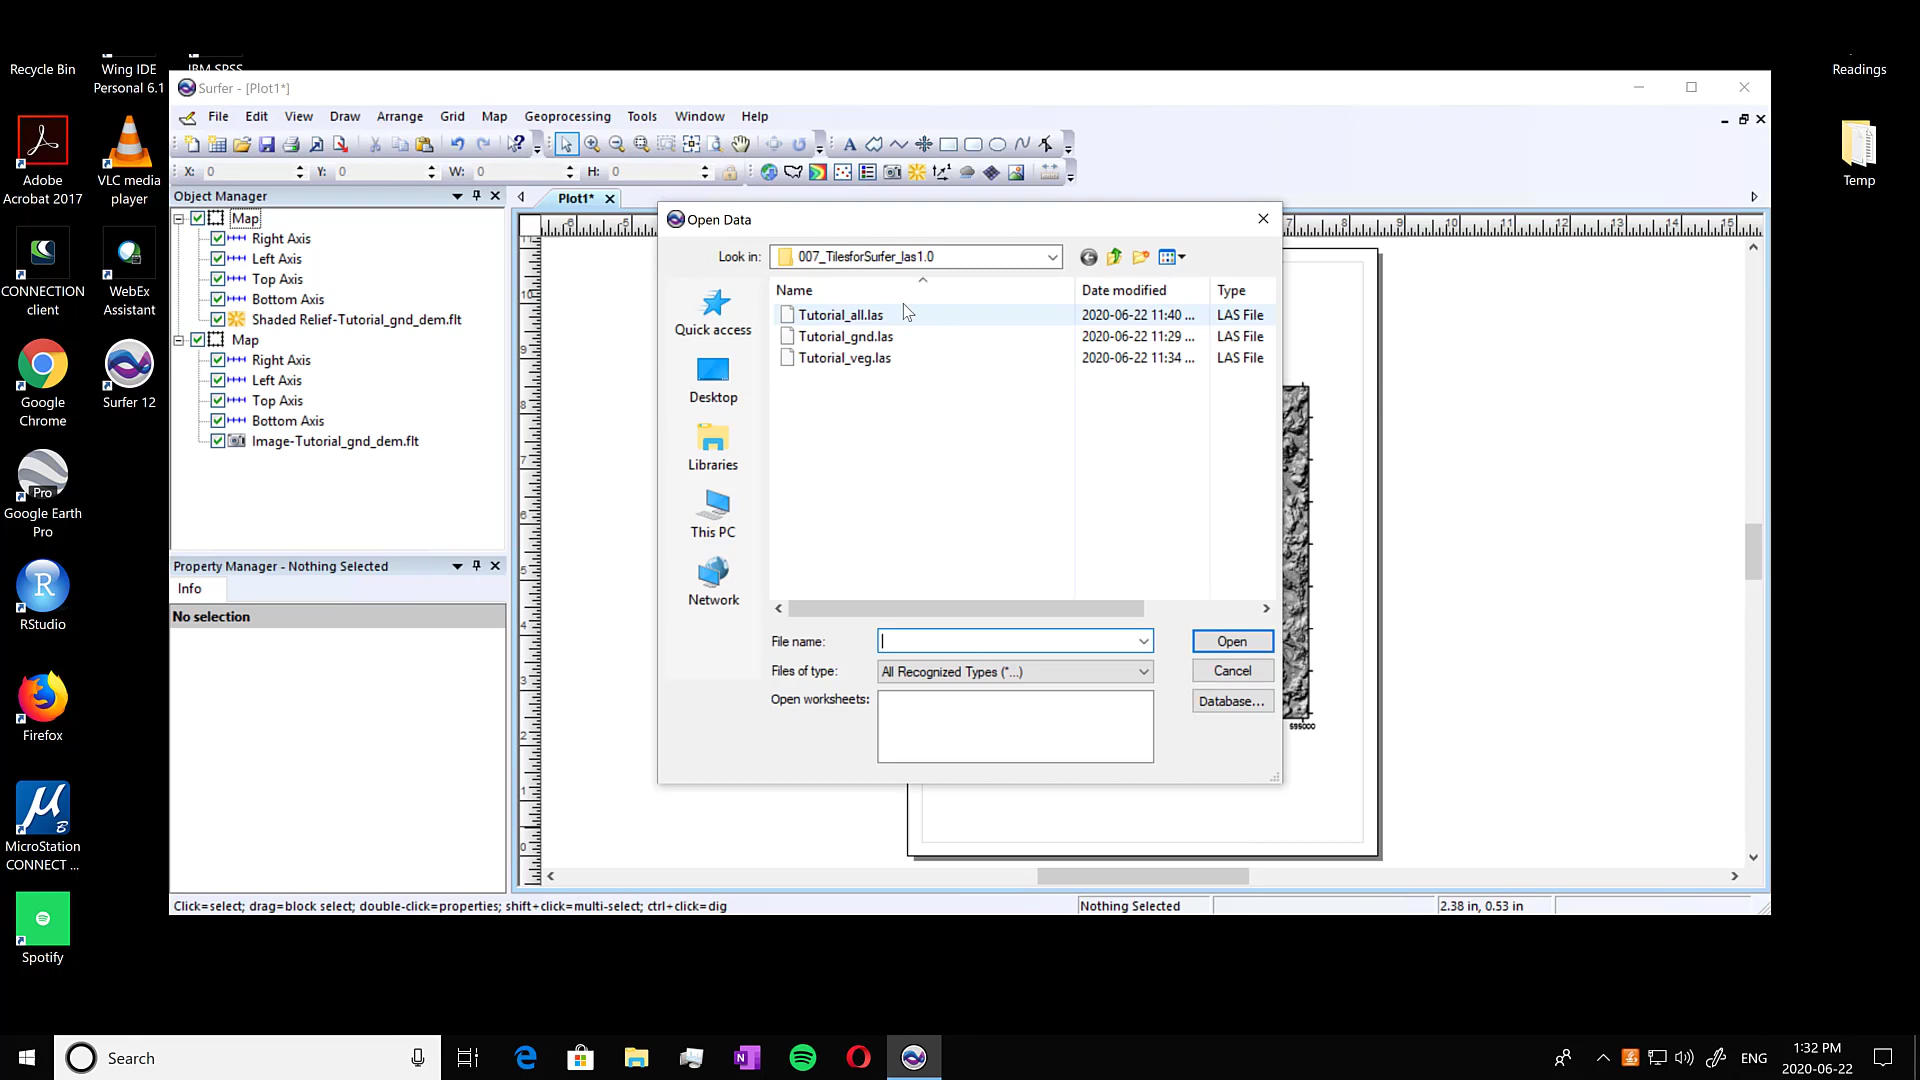 Recycle Bin
Wing IDE
Personal 6.1
IBM SPSS
Readings
Adobe
Acrobat 2017
VLC media
player
Temp
CONNECTION
client
WebEx
Assistant
Google
Chrome
Surfer 12
Pro
Google Earth
Pro
RStudio
Firefox
MicroStation
CONNECT ...
Spotify
Surfer - [Plot1*]
File Edit View Draw Arrange Grid Map Geoprocessing Tools Window Help
X: 0 Y: 0 W: 0 H: 0
Object Manager
Plot1*
Map
Right Axis
Left Axis
Top Axis
Bottom Axis
Shaded Relief-Tutorial_gnd_dem.flt
Map
Right Axis
Left Axis
Top Axis
Bottom Axis
Image-Tutorial_gnd_dem.flt
Property Manager - Nothing Selected
Info
No selection
Open Data
Look in: 007_TilesforSurfer_las1.0
Name Date modified Type
Tutorial_all.las 2020-06-22 11:40 ... LAS File
Tutorial_gnd.las 2020-06-22 11:29 ... LAS File
Tutorial_veg.las 2020-06-22 11:34 ... LAS File
Quick access
Desktop
Libraries
This PC
Network
File name: Open
Files of type: All Recognized Types (*...) Cancel
Open worksheets: Database...
595000
Click=select; drag=block select; double-click=properties; shift+click=multi-select; ctrl+click=dig
Nothing Selected
2.38 in, 0.53 in
Search
ENG
1:32 PM
2020-06-22